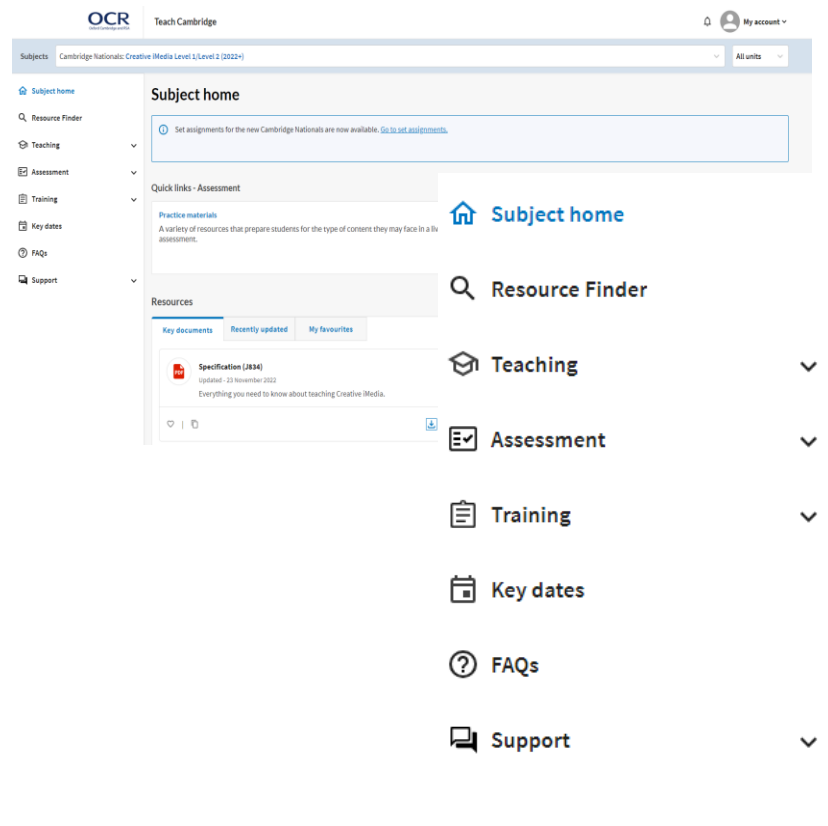 OCR
Oxford Cambridge and RSA
Teach Cambridge
My account
Subjects
Cambridge Nationals: Creative iMedia Level 1/Level 2 (2022+)
All units
Subject home
Resource Finder
Teaching
Assessment
Training
Key dates
FAQs
Support
Subject home
Set assignments for the new Cambridge Nationals are now available. Go to set assignments.
Quick links - Assessment
Practice materials
A variety of resources that prepare students for the type of content they may face in a liv
assessment.
Resources
Key documents
Recently updated
My favourites
PDF
Specification (J834)
Updated - 23 November 2022
Everything you need to know about teaching Creative iMedia.
Subject home
Resource Finder
Teaching
Assessment
Training
Key dates
FAQs
Support